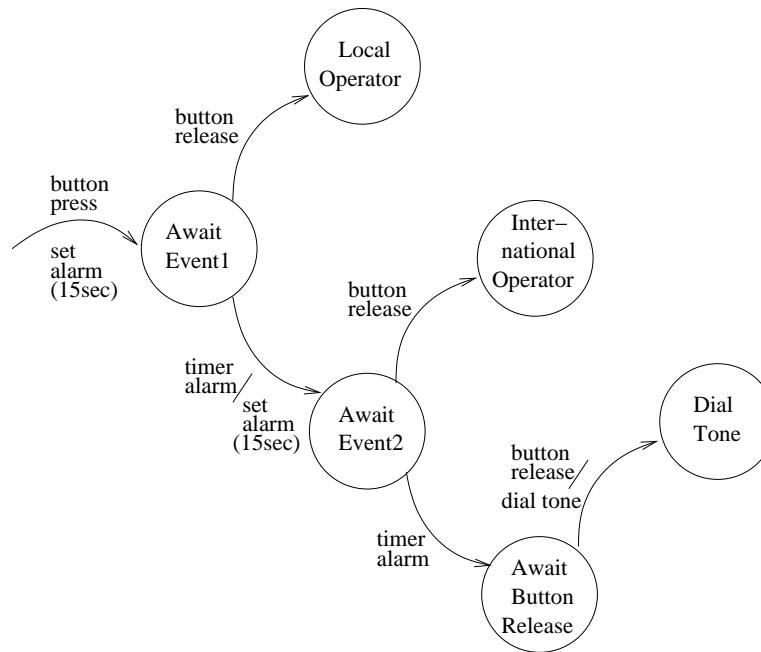 Local
Operator
button
release
button
press
set
alarm
(15sec)
Await
Event1
Inter-
national
Operator
button
release
timer
alarm
set
alarm
(15sec)
Await
Event2
Dial
Tone
button
release
dial tone
timer
alarm
Await
Button
Release